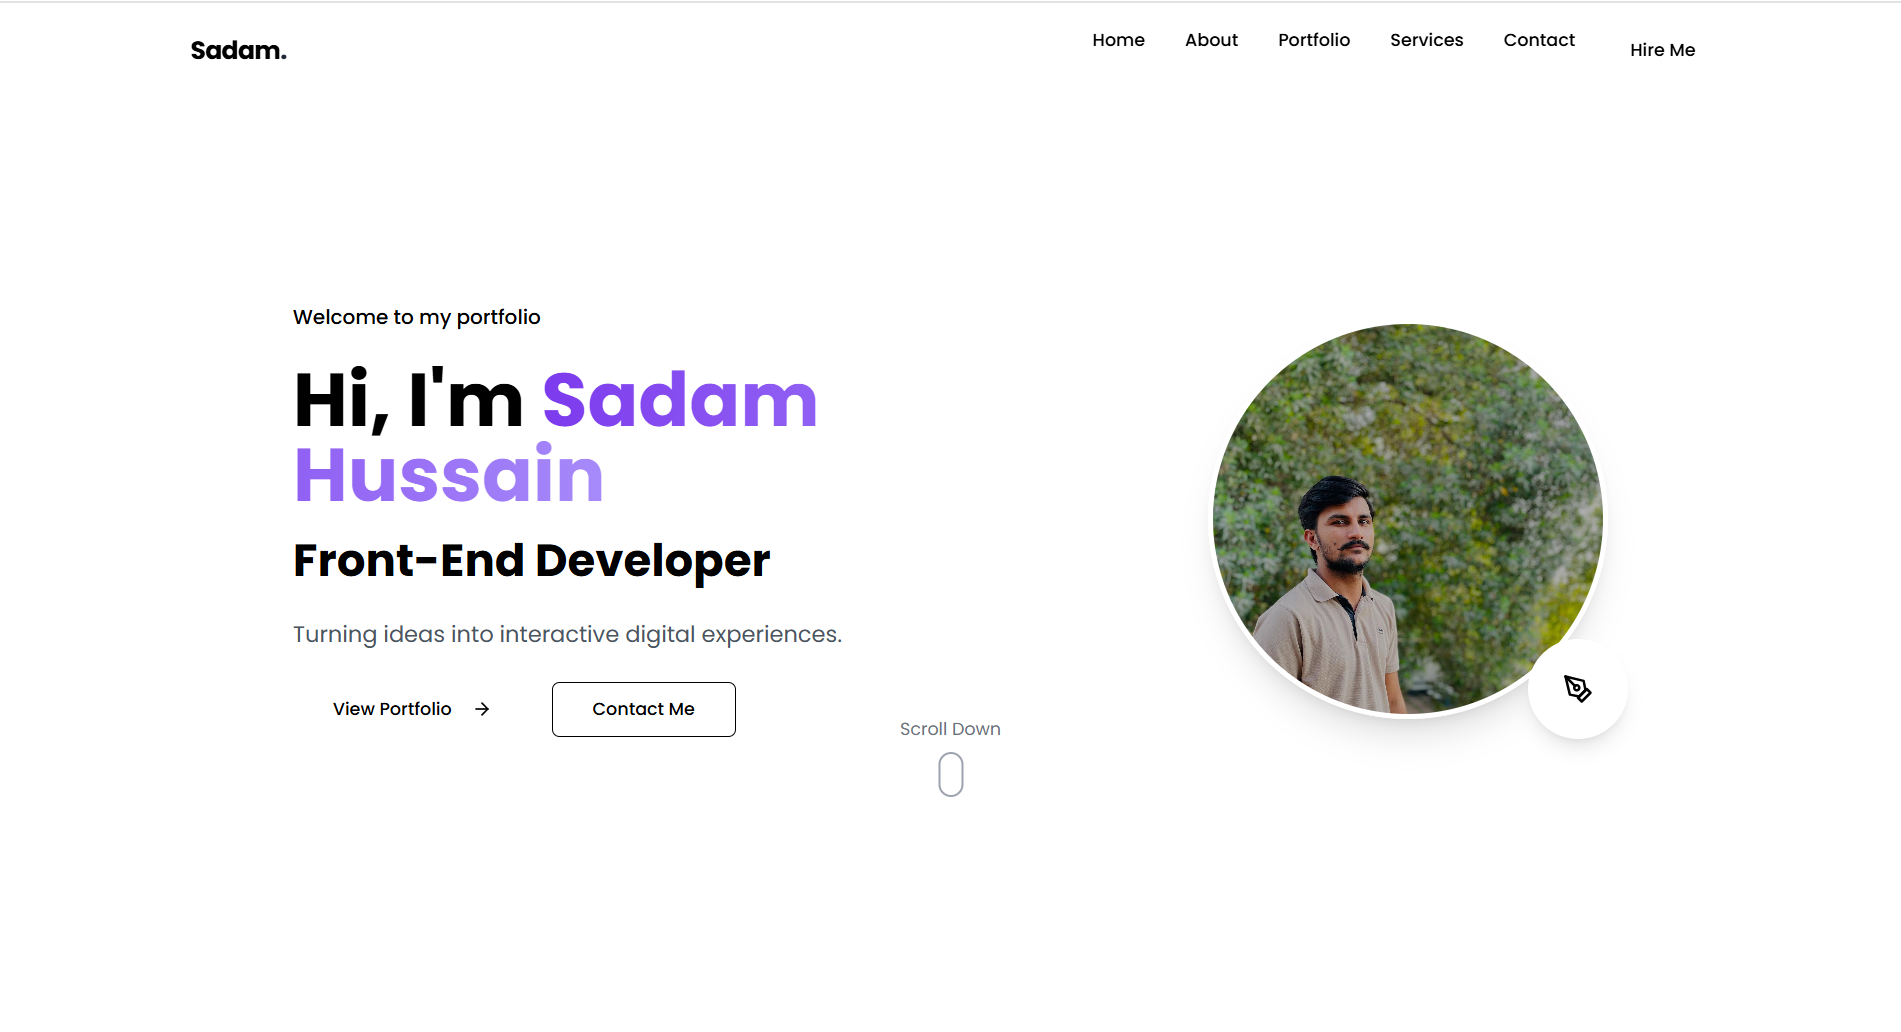 Sadam.
Home About Portfolio Services Contact Hire Me
Welcome to my portfolio
Hi, I'm Sadam
Hussain
Front-End Developer
Turning ideas into interactive digital experiences.
View Portfolio → Contact Me
Scroll Down